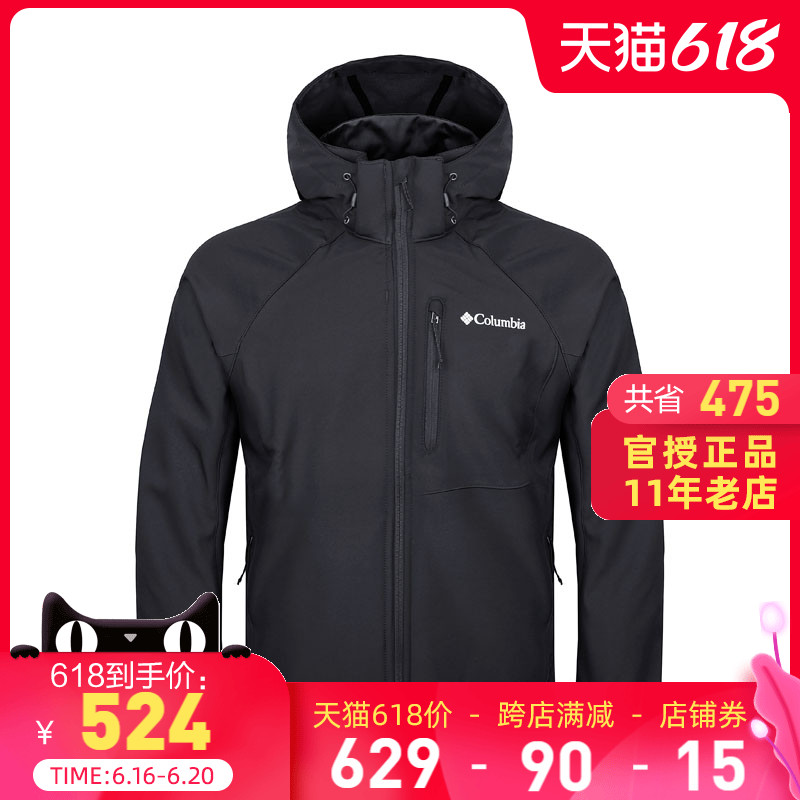 天猫618
Columbia
共省 475
官授正品
11年老店
618到手价:
¥ 524
TIME:6.16-6.20
天猫618价 - 跨店满减 - 店铺券
629 - 90 - 15